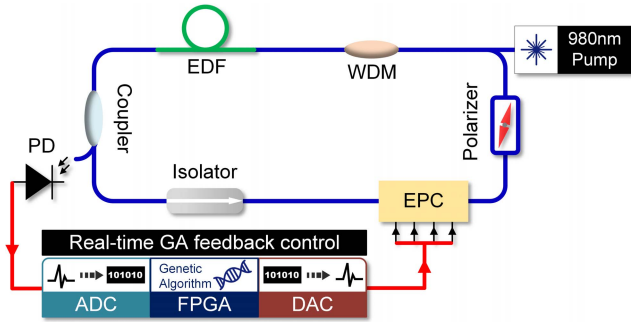 980nm
Pump
EDF
WDM
Coupler
Polarizer
PD
Isolator
EPC
Real-time GA feedback control
101010
Genetic
Algorithm
101010
ADC
FPGA
DAC